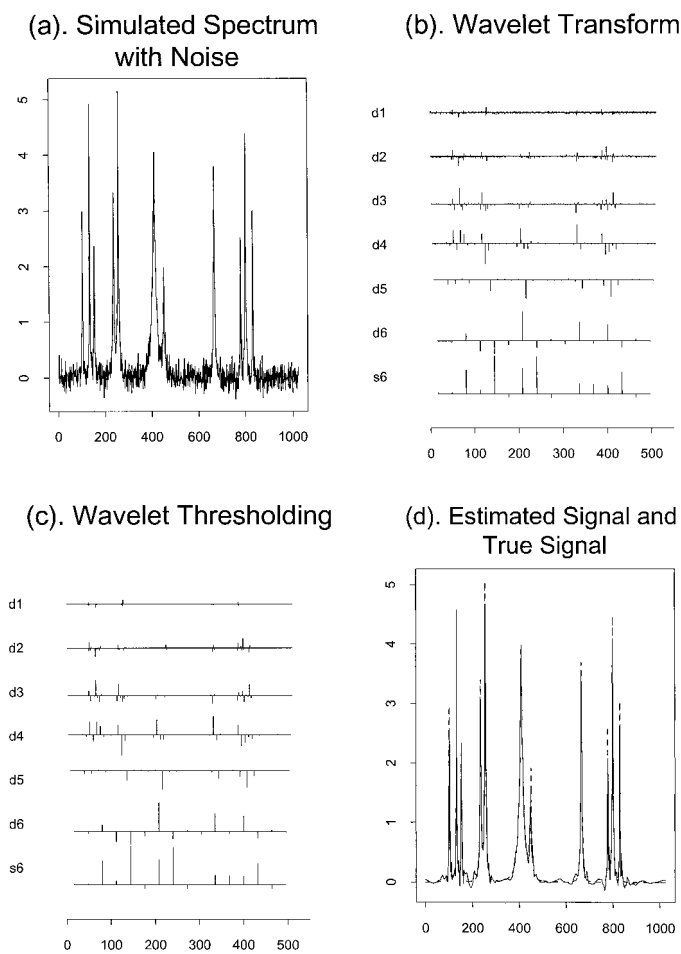 (a). Simulated Spectrum
with Noise
5
4
3
2
1
0
0 200 400 600 800 1000
(b). Wavelet Transform
d1
d2
d3
d4
d5
d6
s6
0 100 200 300 400 500
(c). Wavelet Thresholding
d1
d2
d3
d4
d5
d6
s6
0 100 200 300 400 500
(d). Estimated Signal and
True Signal
5
4
3
2
1
0
0 200 400 600 800 1000